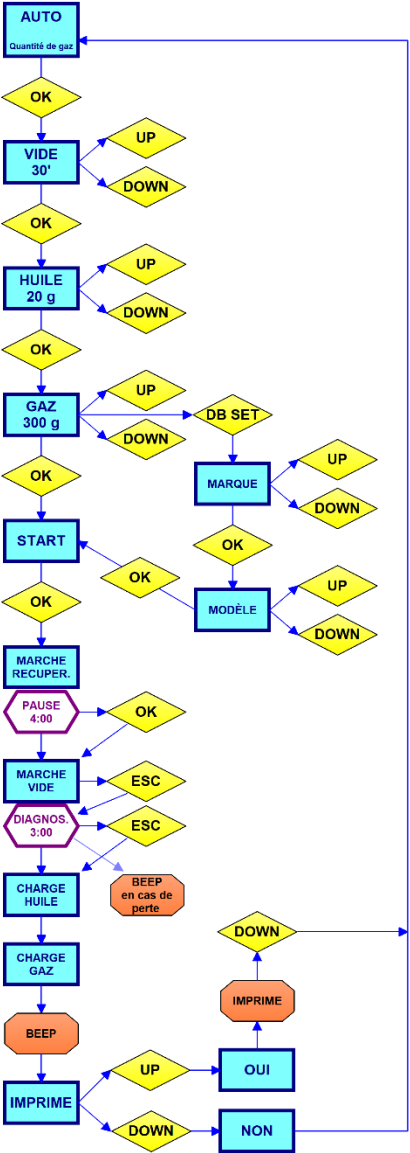 AUTO
Quantité de gaz
OK
VIDE
30'
UP
DOWN
OK
HUILE
20 g
UP
DOWN
OK
GAZ
300 g
UP
DOWN
DB SET
OK
MARQUE
UP
DOWN
START
OK
OK
MODÈLE
UP
DOWN
OK
MARCHE
RECUPER.
PAUSE
4:00
OK
MARCHE
VIDE
ESC
DIAGNOS.
3:00
ESC
BEEP
en cas de
perte
CHARGE
HUILE
CHARGE
GAZ
DOWN
IMPRIME
BEEP
IMPRIME
UP
OUI
DOWN
NON